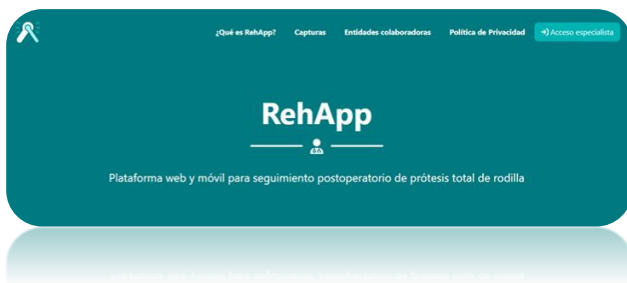 ¿Qué es RehApp? Capturas Entidades colaboradoras Política de Privacidad Acceso especialista
RehApp
Plataforma web y móvil para seguimiento postoperatorio de prótesis total de rodilla